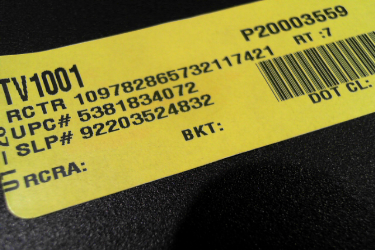 P20003559
TV1001 RT :7
RCTR 109782865732117421
UPC# 5381834072
SLP# 92203524832 DOT CL:
BKT:
RCRA: